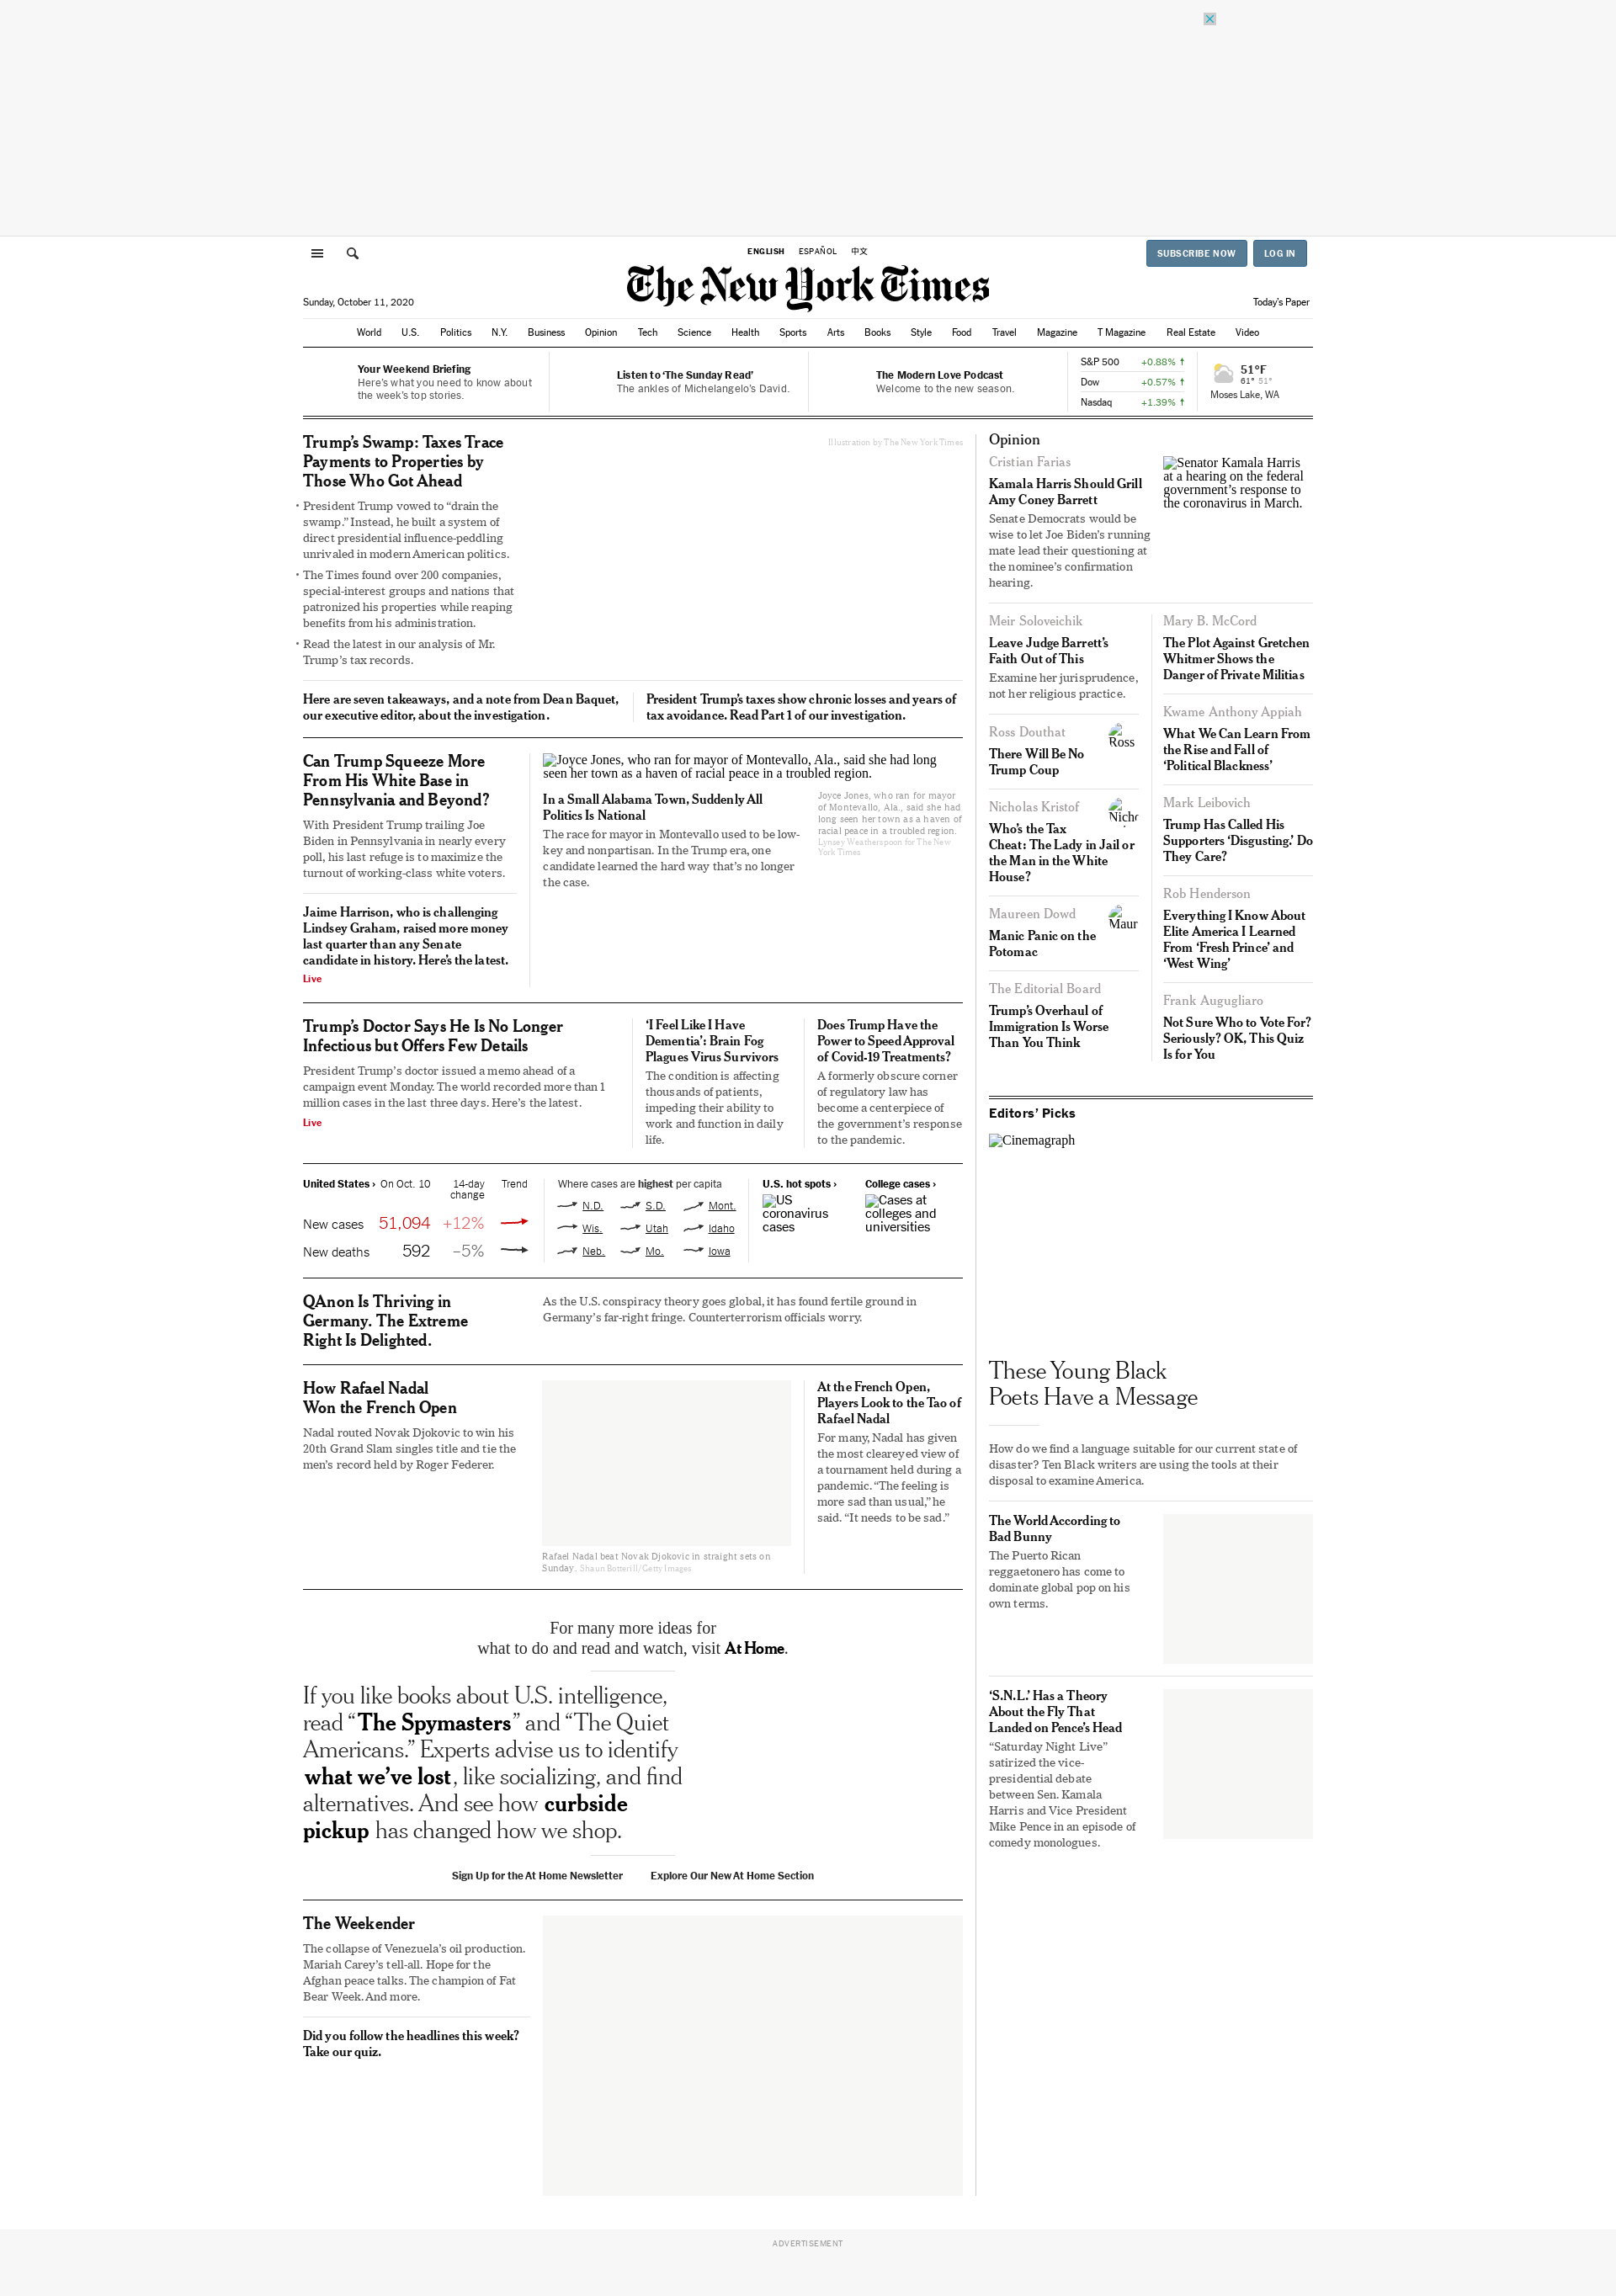 ENGLISH ESPAÑOL 中文
SUBSCRIBE NOW LOG IN
The New York Times
Sunday, October 11, 2020
Today's Paper
World U.S. Politics N.Y. Business Opinion Tech Science Health Sports Arts Books Style Food Travel Magazine T Magazine Real Estate Video
Your Weekend Briefing
Here's what you need to know about
the week's top stories.
Listen to 'The Sunday Read'
The ankles of Michelangelo's David.
The Modern Love Podcast
Welcome to the new season.
S&P 500 +0.88%
Dow +0.57%
Nasdaq +1.39%
51°F
61° 51°
Moses Lake, WA
Trump's Swamp: Taxes Trace
Payments to Properties by
Those Who Got Ahead
• President Trump vowed to “drain the
swamp.” Instead, he built a system of
direct presidential influence-peddling
unrivaled in modern American politics.
• The Times found over 200 companies,
special-interest groups and nations that
patronized his properties while reaping
benefits from his administration.
• Read the latest in our analysis of Mr.
Trump's tax records.
Illustration by The New York Times
Here are seven takeaways, and a note from Dean Baquet,
our executive editor, about the investigation.
President Trump's taxes show chronic losses and years of
tax avoidance. Read Part 1 of our investigation.
Can Trump Squeeze More
From His White Base in
Pennsylvania and Beyond?
With President Trump trailing Joe
Biden in Pennsylvania in nearly every
poll, his last refuge is to maximize the
turnout of working-class white voters.
Jaime Harrison, who is challenging
Lindsey Graham, raised more money
last quarter than any Senate
candidate in history. Here's the latest.
Live
Joyce Jones, who ran for mayor of Montevallo, Ala., said she had long
seen her town as a haven of racial peace in a troubled region.
In a Small Alabama Town, Suddenly All
Politics Is National
The race for mayor in Montevallo used to be low-
key and nonpartisan. In the Trump era, one
candidate learned the hard way that's no longer
the case.
Joyce Jones, who ran for mayor
of Montevallo, Ala., said she had
long seen her town as a haven of
racial peace in a troubled region.
Lynsey Weatherspoon for The New
York Times
Trump's Doctor Says He Is No Longer
Infectious but Offers Few Details
President Trump's doctor issued a memo ahead of a
campaign event Monday. The world recorded more than 1
million cases in the last three days. Here's the latest.
Live
‘I Feel Like I Have
Dementia’: Brain Fog
Plagues Virus Survivors
The condition is affecting
thousands of patients,
impeding their ability to
work and function in daily
life.
Does Trump Have the
Power to Speed Approval
of Covid-19 Treatments?
A formerly obscure corner
of regulatory law has
become a centerpiece of
the government's response
to the pandemic.
United States › On Oct. 10 14-day
change Trend
New cases 51,094 +12%
New deaths 592 –5%
Where cases are highest per capita
N.D. S.D. Mont.
Wis. Utah Idaho
Neb. Mo. Iowa
U.S. hot spots ›
US
coronavirus
cases
College cases ›
Cases at
colleges and
universities
QAnon Is Thriving in
Germany. The Extreme
Right Is Delighted.
As the U.S. conspiracy theory goes global, it has found fertile ground in
Germany's far-right fringe. Counterterrorism officials worry.
How Rafael Nadal
Won the French Open
Nadal routed Novak Djokovic to win his
20th Grand Slam singles title and tie the
men's record held by Roger Federer.
Rafael Nadal beat Novak Djokovic in straight sets on
Sunday. Shaun Botterill/Getty Images
At the French Open,
Players Look to the Tao of
Rafael Nadal
For many, Nadal has given
the most cleareyed view of
a tournament held during a
pandemic. “The feeling is
more sad than usual,” he
said. “It needs to be sad.”
For many more ideas for
what to do and read and watch, visit At Home.
If you like books about U.S. intelligence,
read “The Spymasters” and “The Quiet
Americans.” Experts advise us to identify
what we've lost, like socializing, and find
alternatives. And see how curbside
pickup has changed how we shop.
Sign Up for the At Home Newsletter Explore Our New At Home Section
The Weekender
The collapse of Venezuela's oil production.
Mariah Carey's tell-all. Hope for the
Afghan peace talks. The champion of Fat
Bear Week. And more.
Did you follow the headlines this week?
Take our quiz.
Opinion
Cristian Farias
Kamala Harris Should Grill
Amy Coney Barrett
Senate Democrats would be
wise to let Joe Biden's running
mate lead their questioning at
the nominee's confirmation
hearing.
Senator Kamala Harris
at a hearing on the federal
government's response to
the coronavirus in March.
Meir Soloveichik
Leave Judge Barrett's
Faith Out of This
Examine her jurisprudence,
not her religious practice.
Ross Douthat
There Will Be No
Trump Coup
Ross
Nicholas Kristof
Who's the Tax
Cheat: The Lady in Jail or
the Man in the White
House?
Maureen Dowd
Manic Panic on the
Potomac
The Editorial Board
Trump's Overhaul of
Immigration Is Worse
Than You Think
Mary B. McCord
The Plot Against Gretchen
Whitmer Shows the
Danger of Private Militias
Kwame Anthony Appiah
What We Can Learn From
the Rise and Fall of
‘Political Blackness’
Mark Leibovich
Trump Has Called His
Supporters ‘Disgusting.’ Do
They Care?
Rob Henderson
Everything I Know About
Elite America I Learned
From ‘Fresh Prince’ and
‘West Wing’
Frank Augugliaro
Not Sure Who to Vote For?
Seriously? OK, This Quiz
Is for You
Editors' Picks
Cinemagraph
These Young Black
Poets Have a Message
How do we find a language suitable for our current state of
disaster? Ten Black writers are using the tools at their
disposal to examine America.
The World According to
Bad Bunny
The Puerto Rican
reggaetonero has come to
dominate global pop on his
own terms.
‘S.N.L.’ Has a Theory
About the Fly That
Landed on Pence's Head
“Saturday Night Live”
satirized the vice-
presidential debate
between Sen. Kamala
Harris and Vice President
Mike Pence in an episode of
comedy monologues.
ADVERTISEMENT